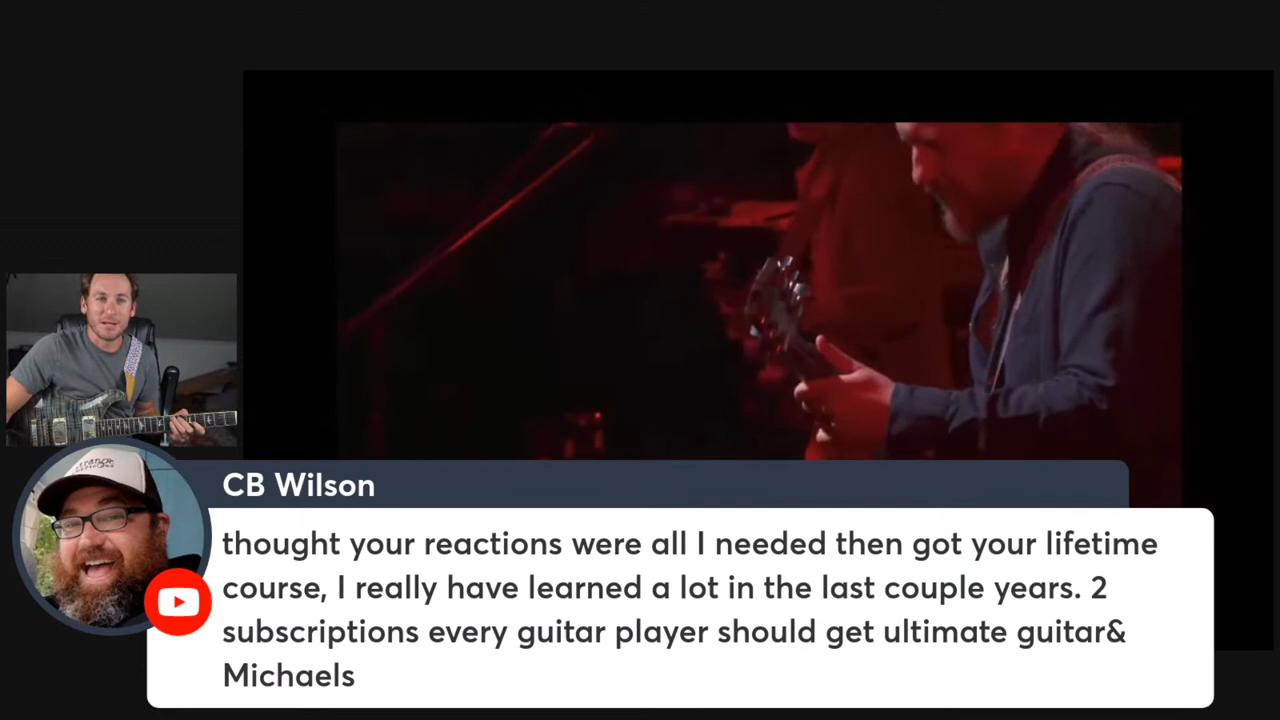 CB Wilson
thought your reactions were all I needed then got your lifetime
course, I really have learned a lot in the last couple years. 2
subscriptions every guitar player should get ultimate guitar&
Michaels